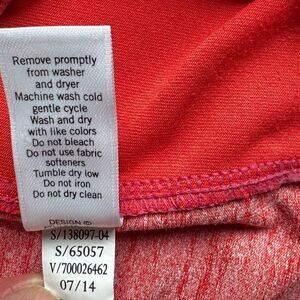 Remove promptly
from washer
and dryer
Machine wash cold
gentle cycle
Wash and dry
with like colors
Do not bleach
Do not use fabric
softeners
Tumble dry low
Do not iron
Do not dry clean
DESIGN ©
S/138097-04
S/65057
V/700026462
07/14